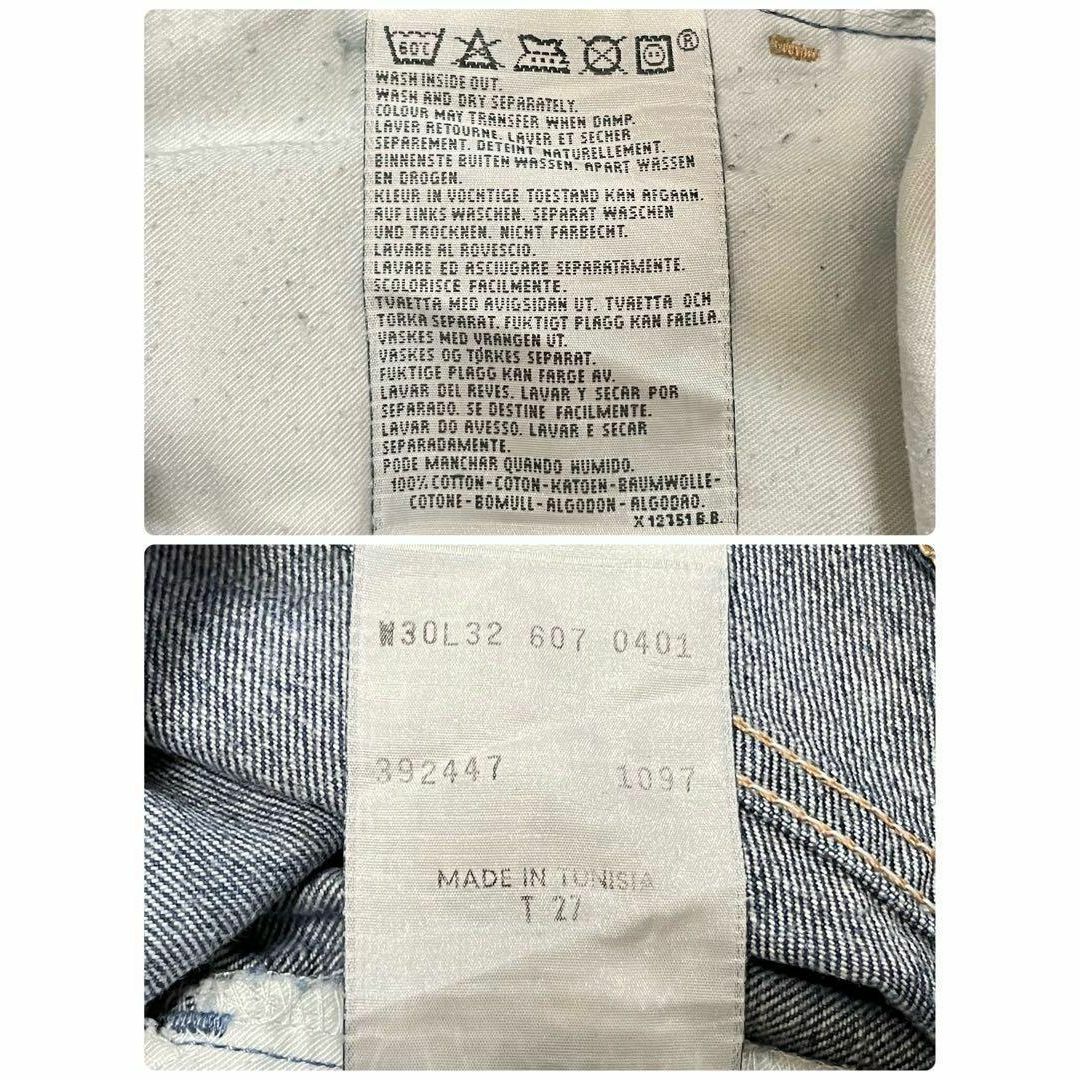 60C ®
WASH INSIDE OUT.
WASH AND DRY SEPARATELY.
COLOUR MAY TRANSFER WHEN DAMP.
LAVER RETOURNE. LAVER ET SECHER
SEPAREMENT. DETEINT NATURELLEMENT.
BINNENSTE BUITEN WASSEN. APART WASSEN
EN DROGEN.
KLEUR IN VOCHTIGE TOESTAND KAN AFGAAN.
AUF LINKS WASCHEN. SEPARAT WASCHEN
UND TROCKNEN. NICHT FARBECHT.
LAVARE AL ROVESCIO.
LAVARE ED ASCIUGARE SEPARATAMENTE.
SCOLORISCE FACILMENTE.
TVAETTA MED AVIGSIDAN UT. TVAETTA OCH
TORKA SEPARAT. FUKTIGT PLAGG KAN FAELLA.
VASKES MED VRANGEN UT.
VASKES OG TØRKES SEPARAT.
FUKTIGE PLAGG KAN FARGE AV.
LAVAR DEL REVES. LAVAR Y SECAR POR
SEPARADO. SE DESTINE FACILMENTE.
LAVAR DO AVESSO. LAVAR E SECAR
SEPARADAMENTE.
PODE MANCHAR QUANDO HUMIDO.
100% COTTON-COTON-KATOEN-BAUMWOLLE-
COTONE-BOMULL-ALGODON-ALGODAO.
X 12751 B.B.
W30L32 607 0401
392447 1097
MADE IN TUNISIA
T 27